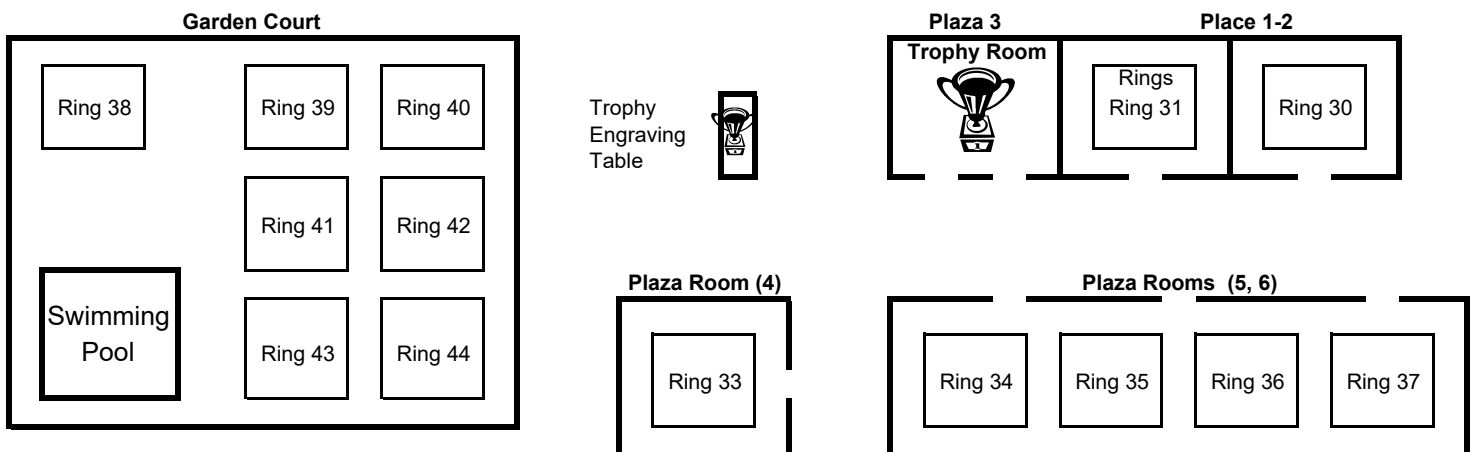 Garden Court
Ring 38
Ring 39
Ring 40
Ring 41
Ring 42
Swimming
Pool
Ring 43
Ring 44
Trophy
Engraving
Table
1
Plaza 3
Place 1-2
Trophy Room
1
Rings
Ring 31
Ring 30
Plaza Room (4)
Ring 33
Plaza Rooms (5, 6)
Ring 34
Ring 35
Ring 36
Ring 37